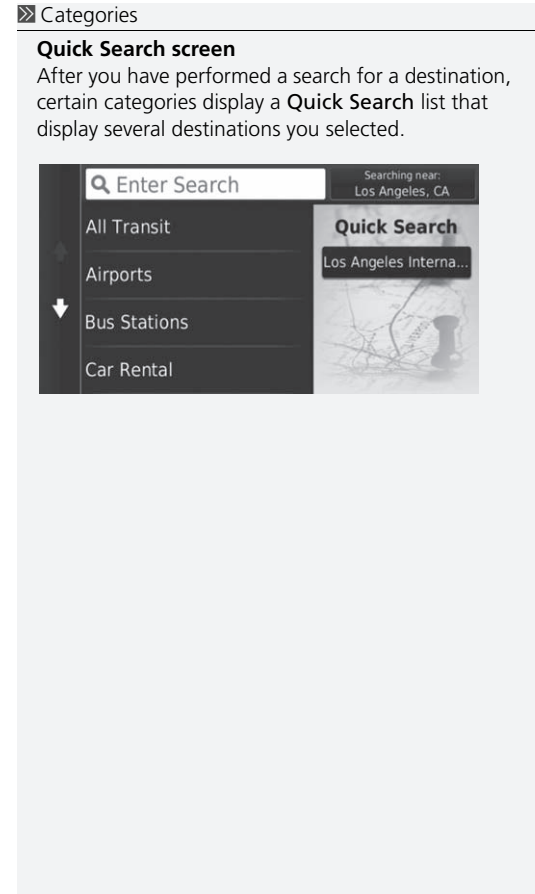 Categories
Quick Search screen
After you have performed a search for a destination,
certain categories display a Quick Search list that
display several destinations you selected.
Enter Search
Searching near:
Los Angeles, CA
All Transit
Quick Search
Los Angeles Interna...
Airports
Bus Stations
Car Rental